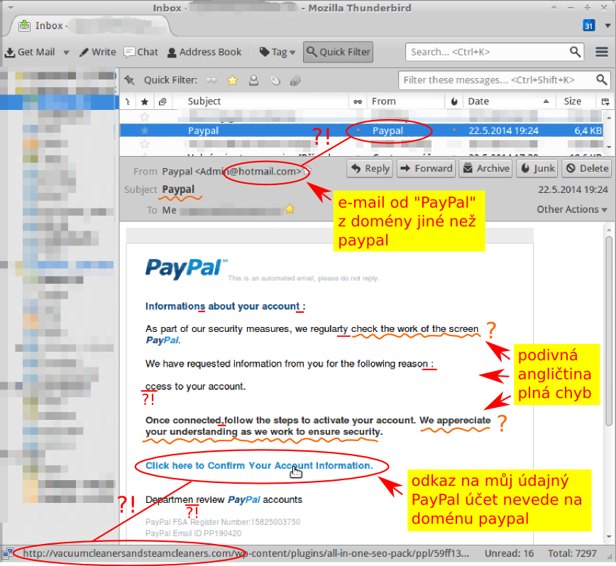 Inbox - - Mozilla Thunderbird
Inbox - 31
Get Mail Write Chat Address Book Tag Quick Filter Search... <Ctrl+K>
Quick Filter: Filter these messages... <Ctrl+Shift+K>
Subject From Date Size
Paypal Paypal 22.5.2014 19:24 6,4 KB
?!
From Paypal <Admin@hotmail.com> Reply Forward Archive Junk Delete
Subject Paypal 22.5.2014 19:24
To Me Other Actions
e-mail od "PayPal"
z domény jiné než
paypal
PayPal™ This is an automated email, please do not reply.
Informations about your account :
As part of our security measures, we regularty check the work of the screen ?
PayPal.
We have requested information from you for the following reason :
podivná
angličtina
plná chyb
ccess to your account.
?!
Once connected,follow the steps to activate your account. We appereciate
your understanding as we work to ensure security. ?
Click here to Confirm Your Account Information.
odkaz na můj údajný
PayPal účet nevede na
doménu paypal
?!
Departmen review PayPal accounts
?!
PayPal FSA Register Number:15825003750
PayPal Email ID PP190420
http://vacuumcleanersandsteamcleaners.com/wp-content/plugins/all-in-one-seo-pack/ppl/59ff13... Unread: 16 Total: 7297